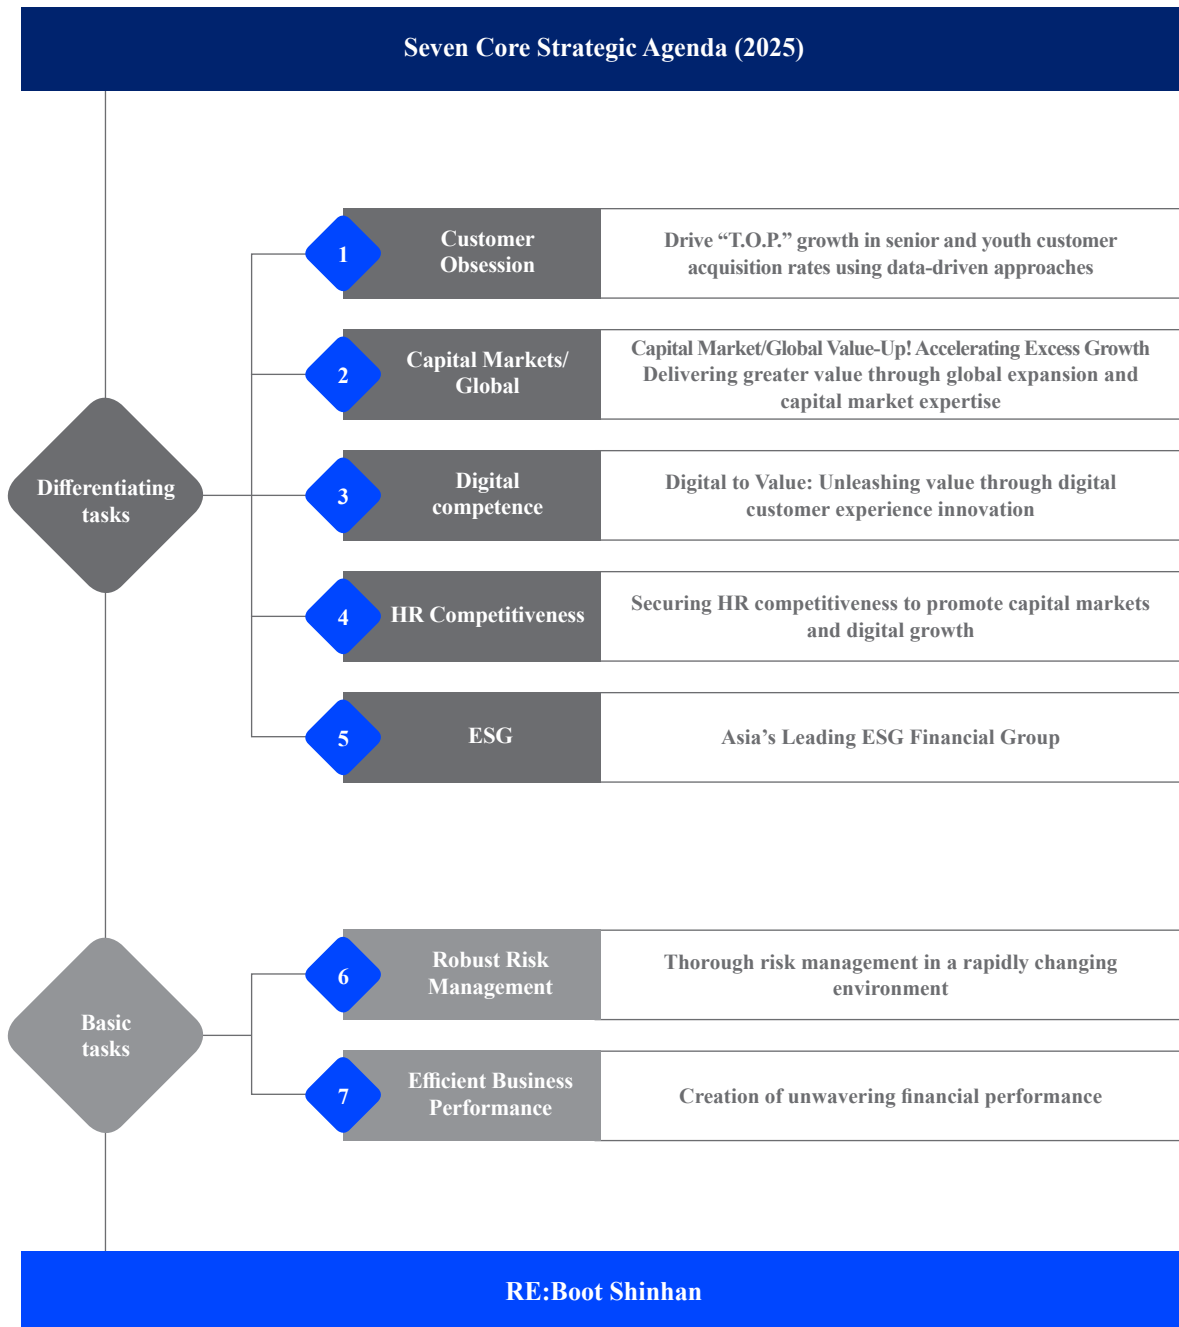 Seven Core Strategic Agenda (2025)
Differentiating
tasks
1
Customer
Obsession
Drive “T.O.P.” growth in senior and youth customer
acquisition rates using data-driven approaches
2
Capital Markets/
Global
Capital Market/Global Value-Up! Accelerating Excess Growth
Delivering greater value through global expansion and
capital market expertise
3
Digital
competence
Digital to Value: Unleashing value through digital
customer experience innovation
4
HR Competitiveness
Securing HR competitiveness to promote capital markets
and digital growth
5
ESG
Asia’s Leading ESG Financial Group
Basic
tasks
6
Robust Risk
Management
Thorough risk management in a rapidly changing
environment
7
Efficient Business
Performance
Creation of unwavering financial performance
RE:Boot Shinhan